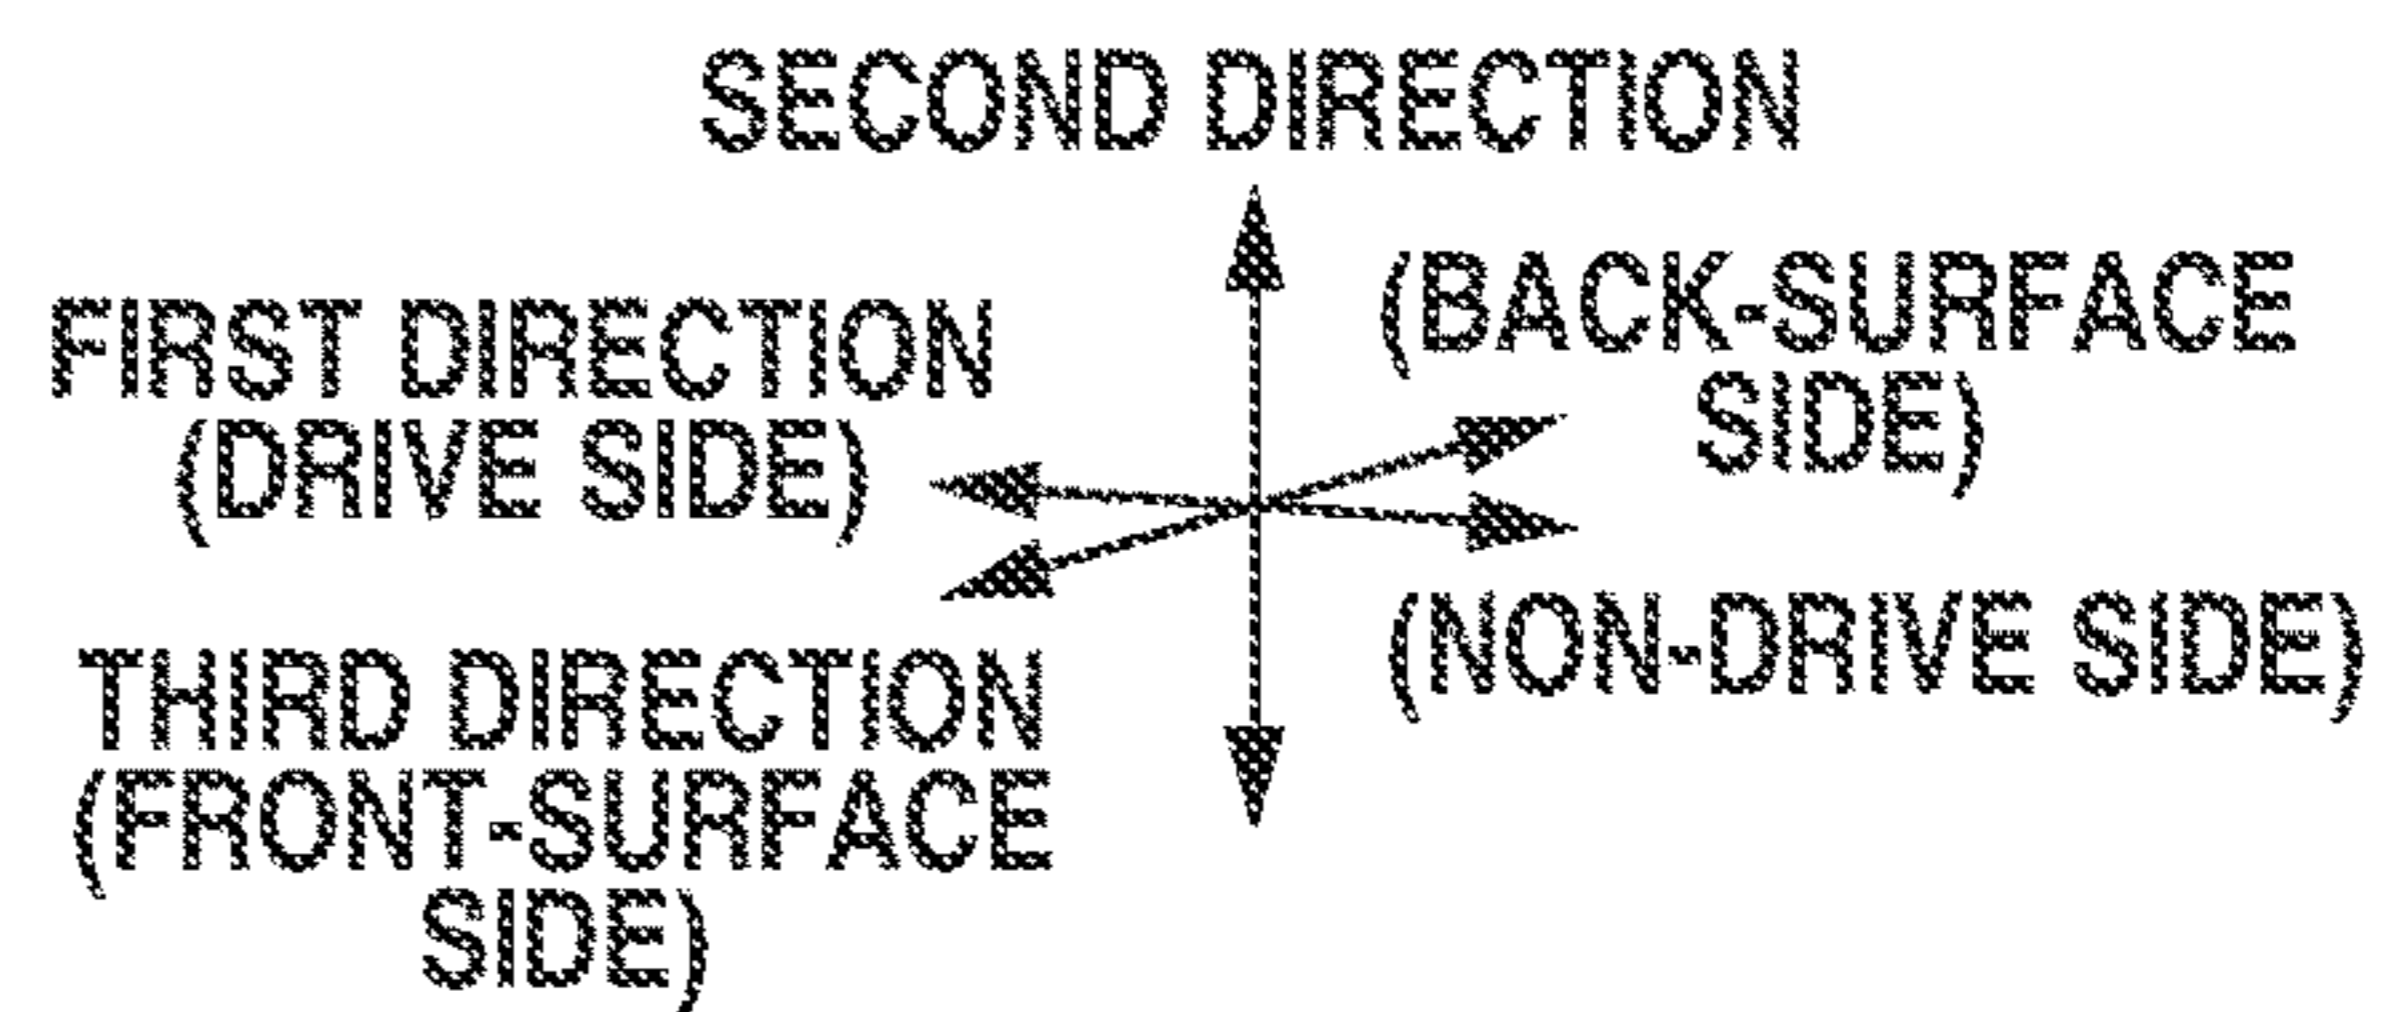 SECOND DIRECTION
FIRST DIRECTION
(DRIVE SIDE)
(BACK-SURFACE
SIDE)
(NON-DRIVE SIDE)
THIRD DIRECTION
(FRONT-SURFACE
SIDE)